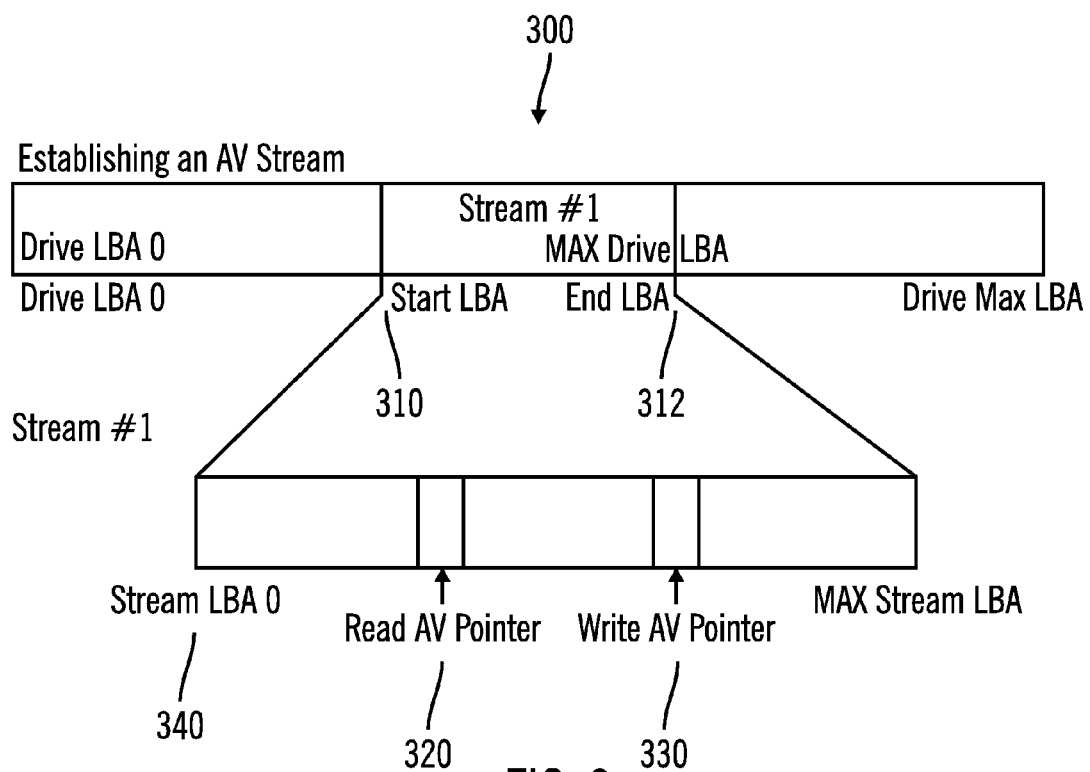 300
Establishing an AV Stream
Stream #1
Drive LBA 0 MAX Drive LBA
Drive LBA 0 Start LBA End LBA Drive Max LBA
310 312
Stream #1
Stream LBA 0 MAX Stream LBA
Read AV Pointer Write AV Pointer
340 320 330